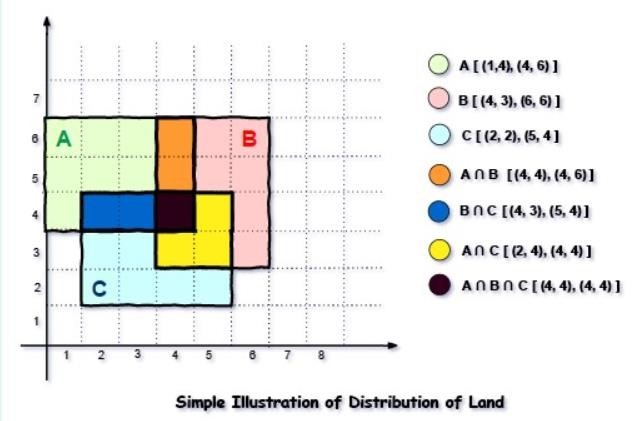 7
6
5
4
3
2
1
1 2 3 4 5 6 7 8
A
B
C
A [ (1,4), (4, 6) ]
B [ (4, 3), (6, 6) ]
C [ (2, 2), (5, 4 ]
A ∩ B [(4, 4), (4, 6) ]
B ∩ C [(4, 3), (5, 4) ]
A ∩ C [ (2, 4), (4, 4) ]
A ∩ B ∩ C [ (4, 4), (4, 4) ]
Simple Illustration of Distribution of Land